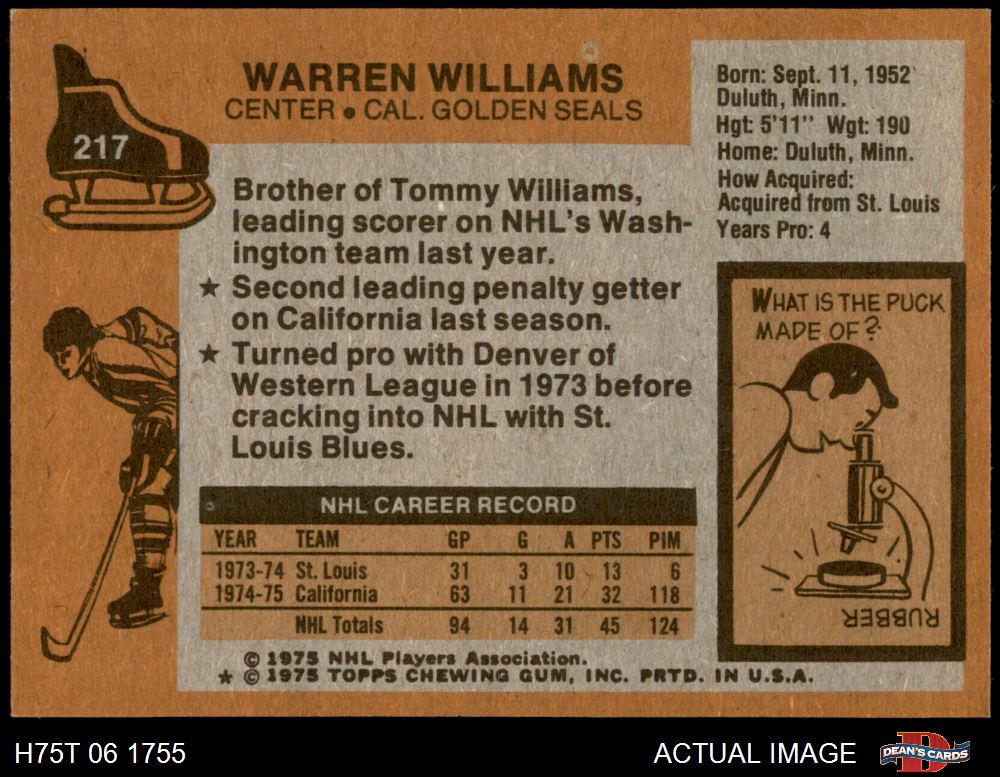 217
WARREN WILLIAMS
CENTER • CAL. GOLDEN SEALS
Brother of Tommy Williams,
leading scorer on NHL's Wash-
ington team last year.
★ Second leading penalty getter
on California last season.
★ Turned pro with Denver of
Western League in 1973 before
cracking into NHL with St.
Louis Blues.
Born: Sept. 11, 1952
Duluth, Minn.
Hgt: 5'11" Wgt: 190
Home: Duluth, Minn.
How Acquired:
Acquired from St. Louis
Years Pro: 4
WHAT IS THE PUCK
MADE OF?
RUBBER
NHL CAREER RECORD
YEAR TEAM GP G A PTS PIM
1973-74 St. Louis 31 3 10 13 6
1974-75 California 63 11 21 32 118
NHL Totals 94 14 31 45 124
© 1975 NHL Players Association.
★ © 1975 TOPPS CHEWING GUM, INC. PRTD. IN U.S.A.
H75T 06 1755
ACTUAL IMAGE
DEAN'S CARDS